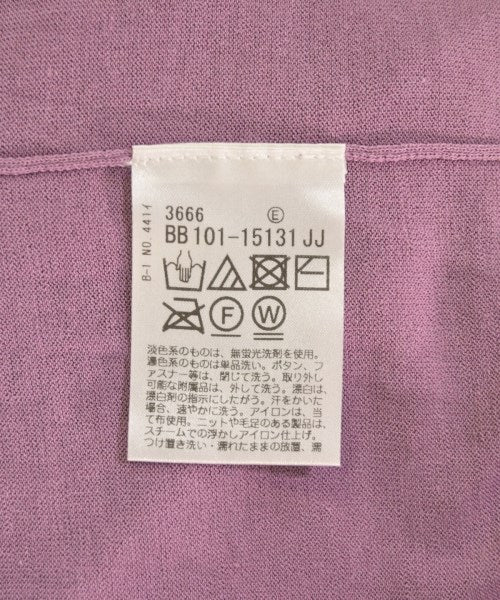 3666 Ⓔ
BB 101-15131 JJ
B-1 NO. 4414
F W
淡色系のものは、無蛍光洗剤を使用。
濃色系のものは単品洗い。ボタン、フ
ァスナー等は、閉じて洗う。取り外し
可能な附属品は、外して洗う。漂白は、
漂白剤の指示にしたがう。汗をかいた
場合、速やかに洗う。アイロンは、当
て布使用。ニットや毛足のある製品は、
スチームでの浮かしアイロン仕上げ。
つけ置き洗い・濡れたままの放置、濡